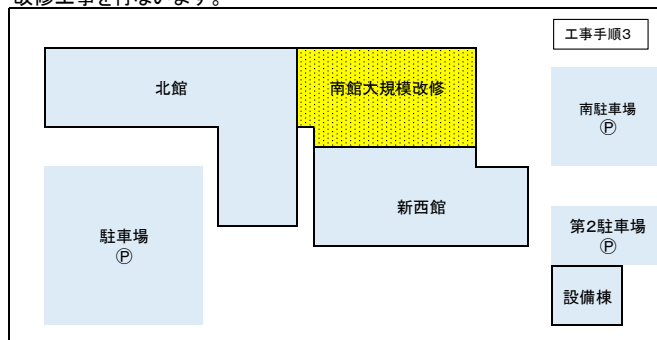 改修工事を行ないます。
工事手順3
北館
南館大規模改修
南駐車場
Ⓟ
新西館
駐車場
Ⓟ
第2駐車場
Ⓟ
設備棟